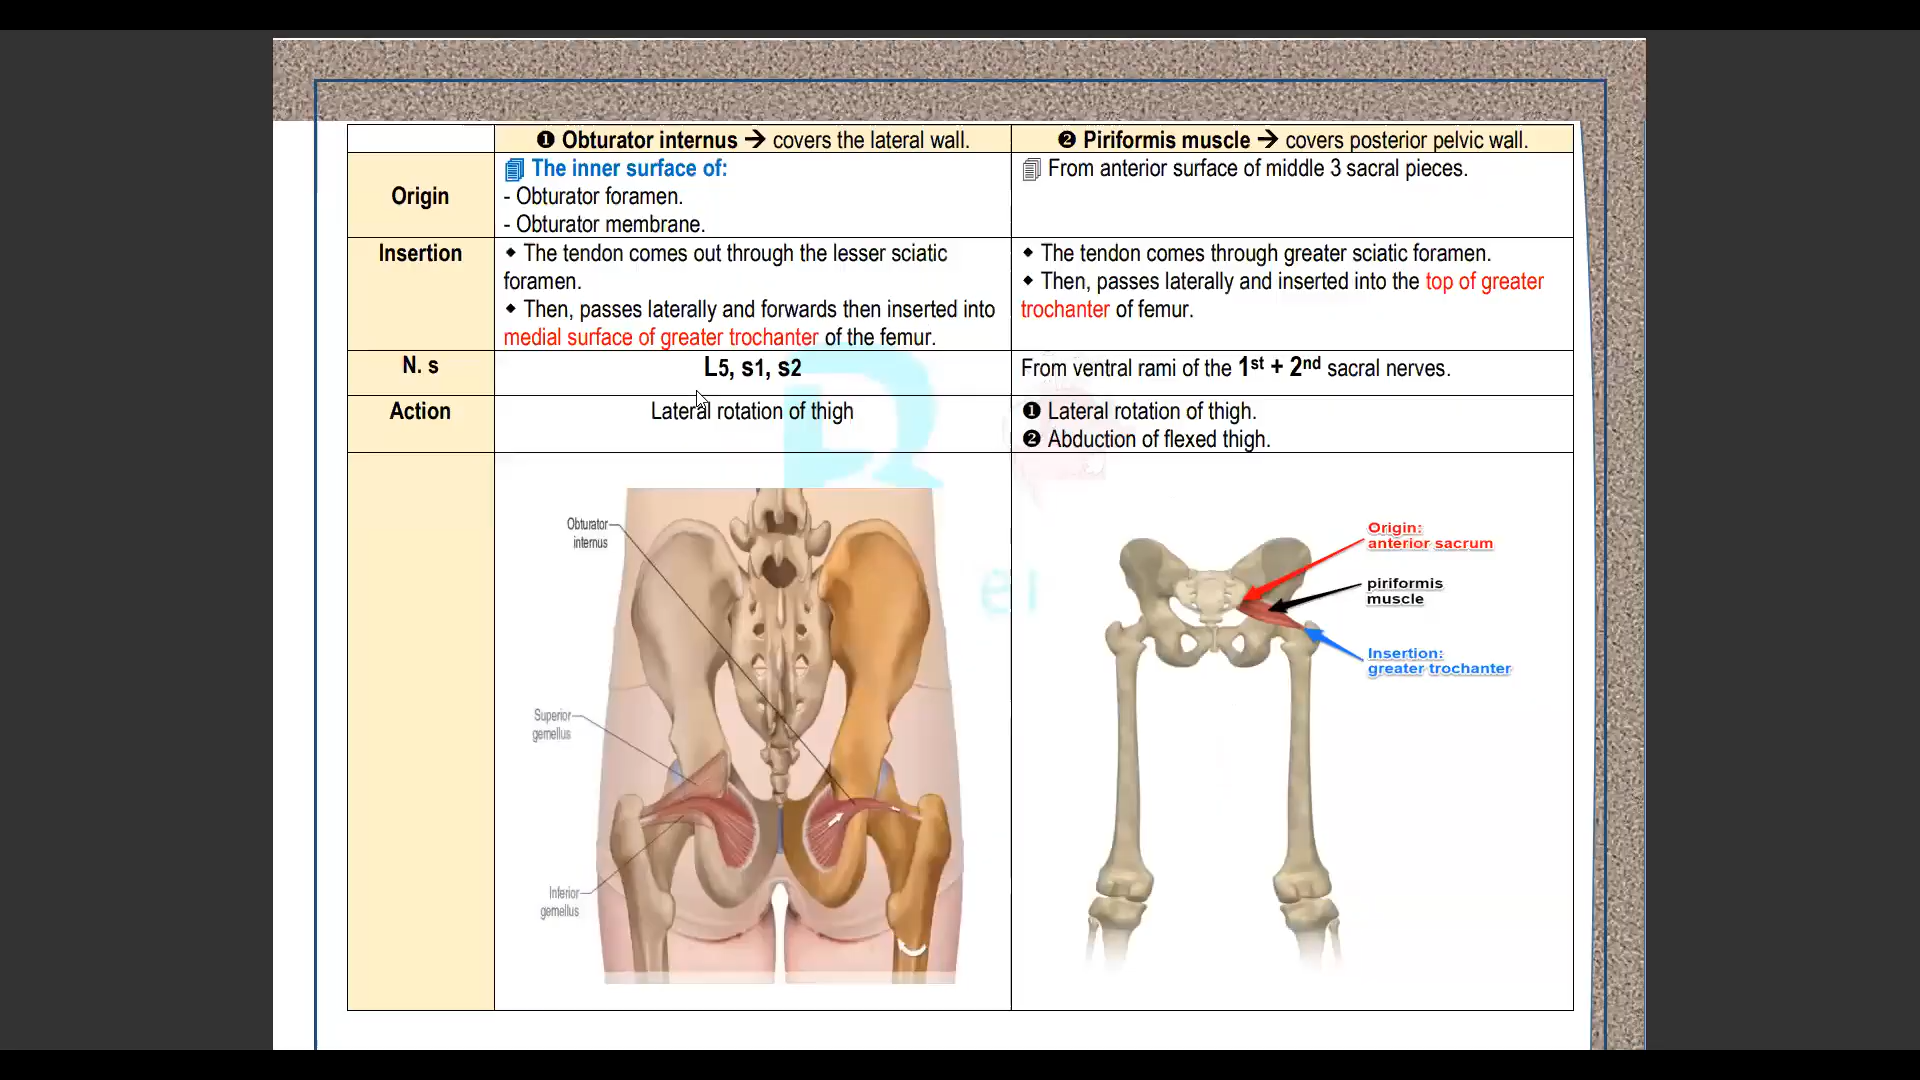 ❶ Obturator internus → covers the lateral wall.
❷ Piriformis muscle → covers posterior pelvic wall.
Origin
The inner surface of:
- Obturator foramen.
- Obturator membrane.
From anterior surface of middle 3 sacral pieces.
Insertion
◆ The tendon comes out through the lesser sciatic
foramen.
◆ Then, passes laterally and forwards then inserted into
medial surface of greater trochanter of the femur.
◆ The tendon comes through greater sciatic foramen.
◆ Then, passes laterally and inserted into the top of greater
trochanter of femur.
N. s
L5, s1, s2
From ventral rami of the 1st + 2nd sacral nerves.
Action
Lateral rotation of thigh
❶ Lateral rotation of thigh.
❷ Abduction of flexed thigh.
Obturator
internus
Superior
gemellus
Inferior
gemellus
Origin:
anterior sacrum
piriformis
muscle
Insertion:
greater trochanter